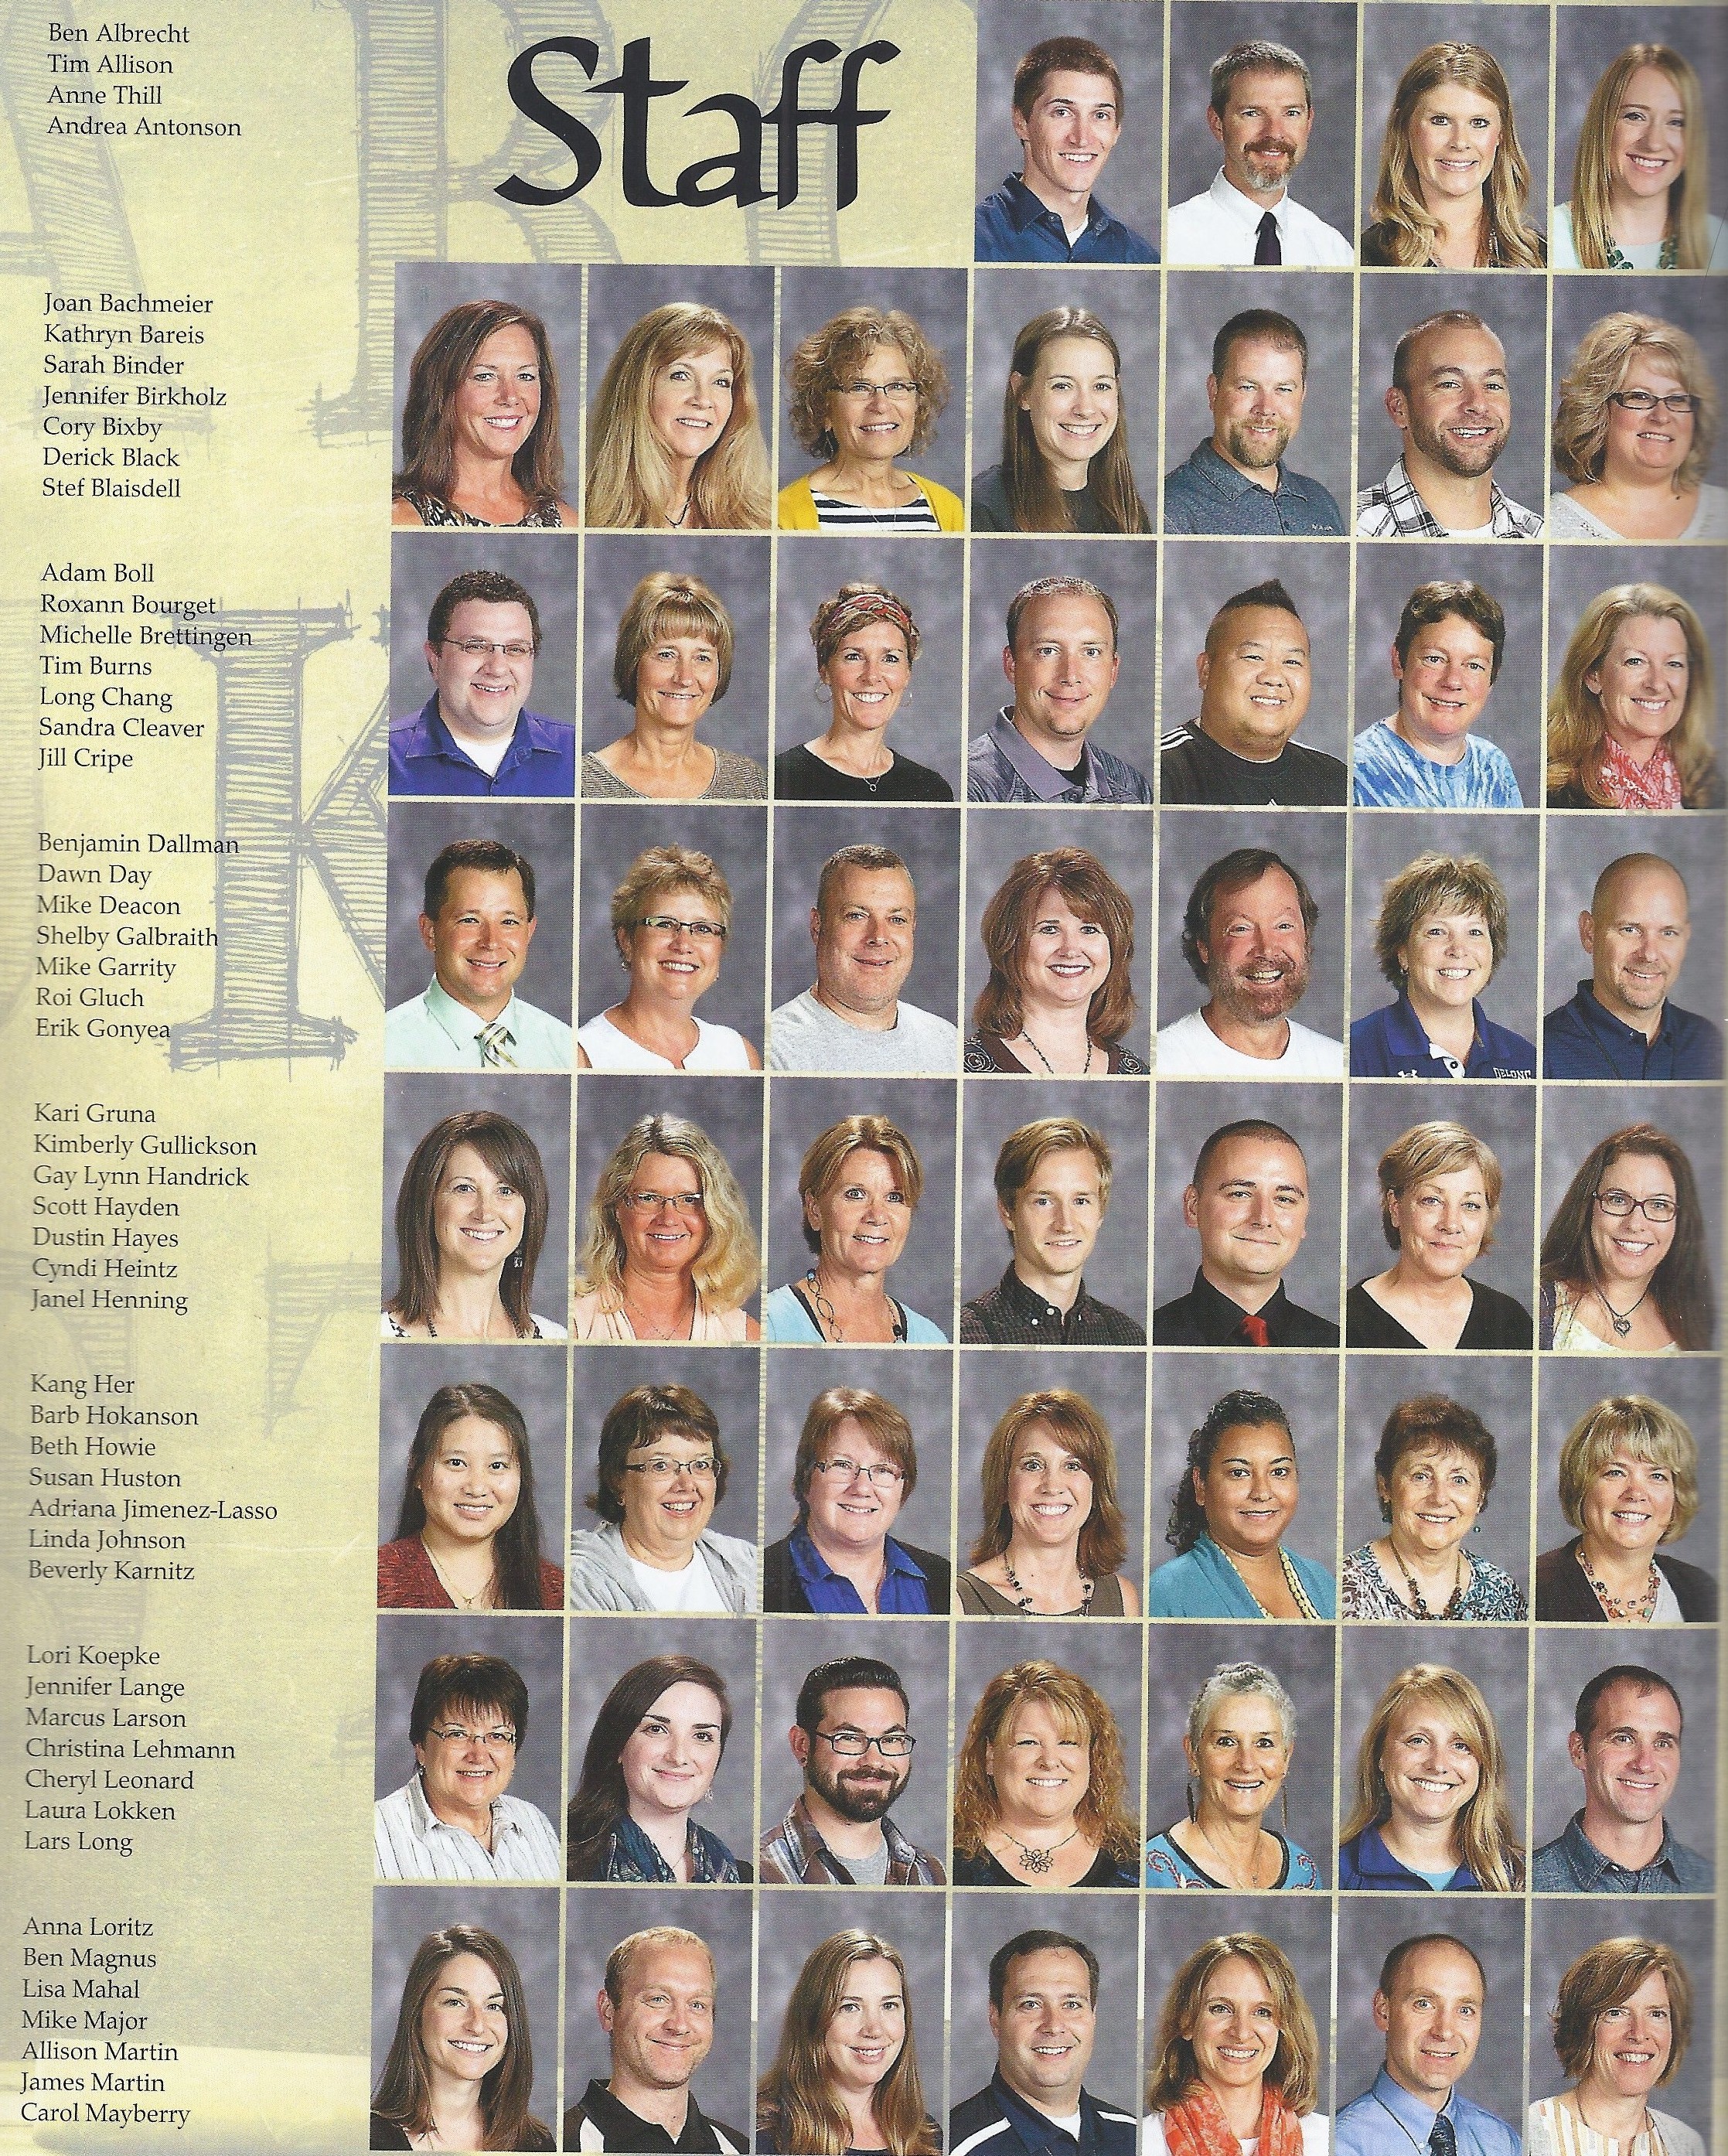 Staff
Ben Albrecht
Tim Allison
Anne Thill
Andrea Antonson
Joan Bachmeier
Kathryn Bareis
Sarah Binder
Jennifer Birkholz
Cory Bixby
Derick Black
Stef Blaisdell
Adam Boll
Roxann Bourget
Michelle Brettingen
Tim Burns
Long Chang
Sandra Cleaver
Jill Cripe
Benjamin Dallman
Dawn Day
Mike Deacon
Shelby Galbraith
Mike Garrity
Roi Gluch
Erik Gonyea
DELONG
Kari Gruna
Kimberly Gullickson
Gay Lynn Handrick
Scott Hayden
Dustin Hayes
Cyndi Heintz
Janel Henning
Kang Her
Barb Hokanson
Beth Howie
Susan Huston
Adriana Jimenez-Lasso
Linda Johnson
Beverly Karnitz
Lori Koepke
Jennifer Lange
Marcus Larson
Christina Lehmann
Cheryl Leonard
Laura Lokken
Lars Long
Anna Loritz
Ben Magnus
Lisa Mahal
Mike Major
Allison Martin
James Martin
Carol Mayberry